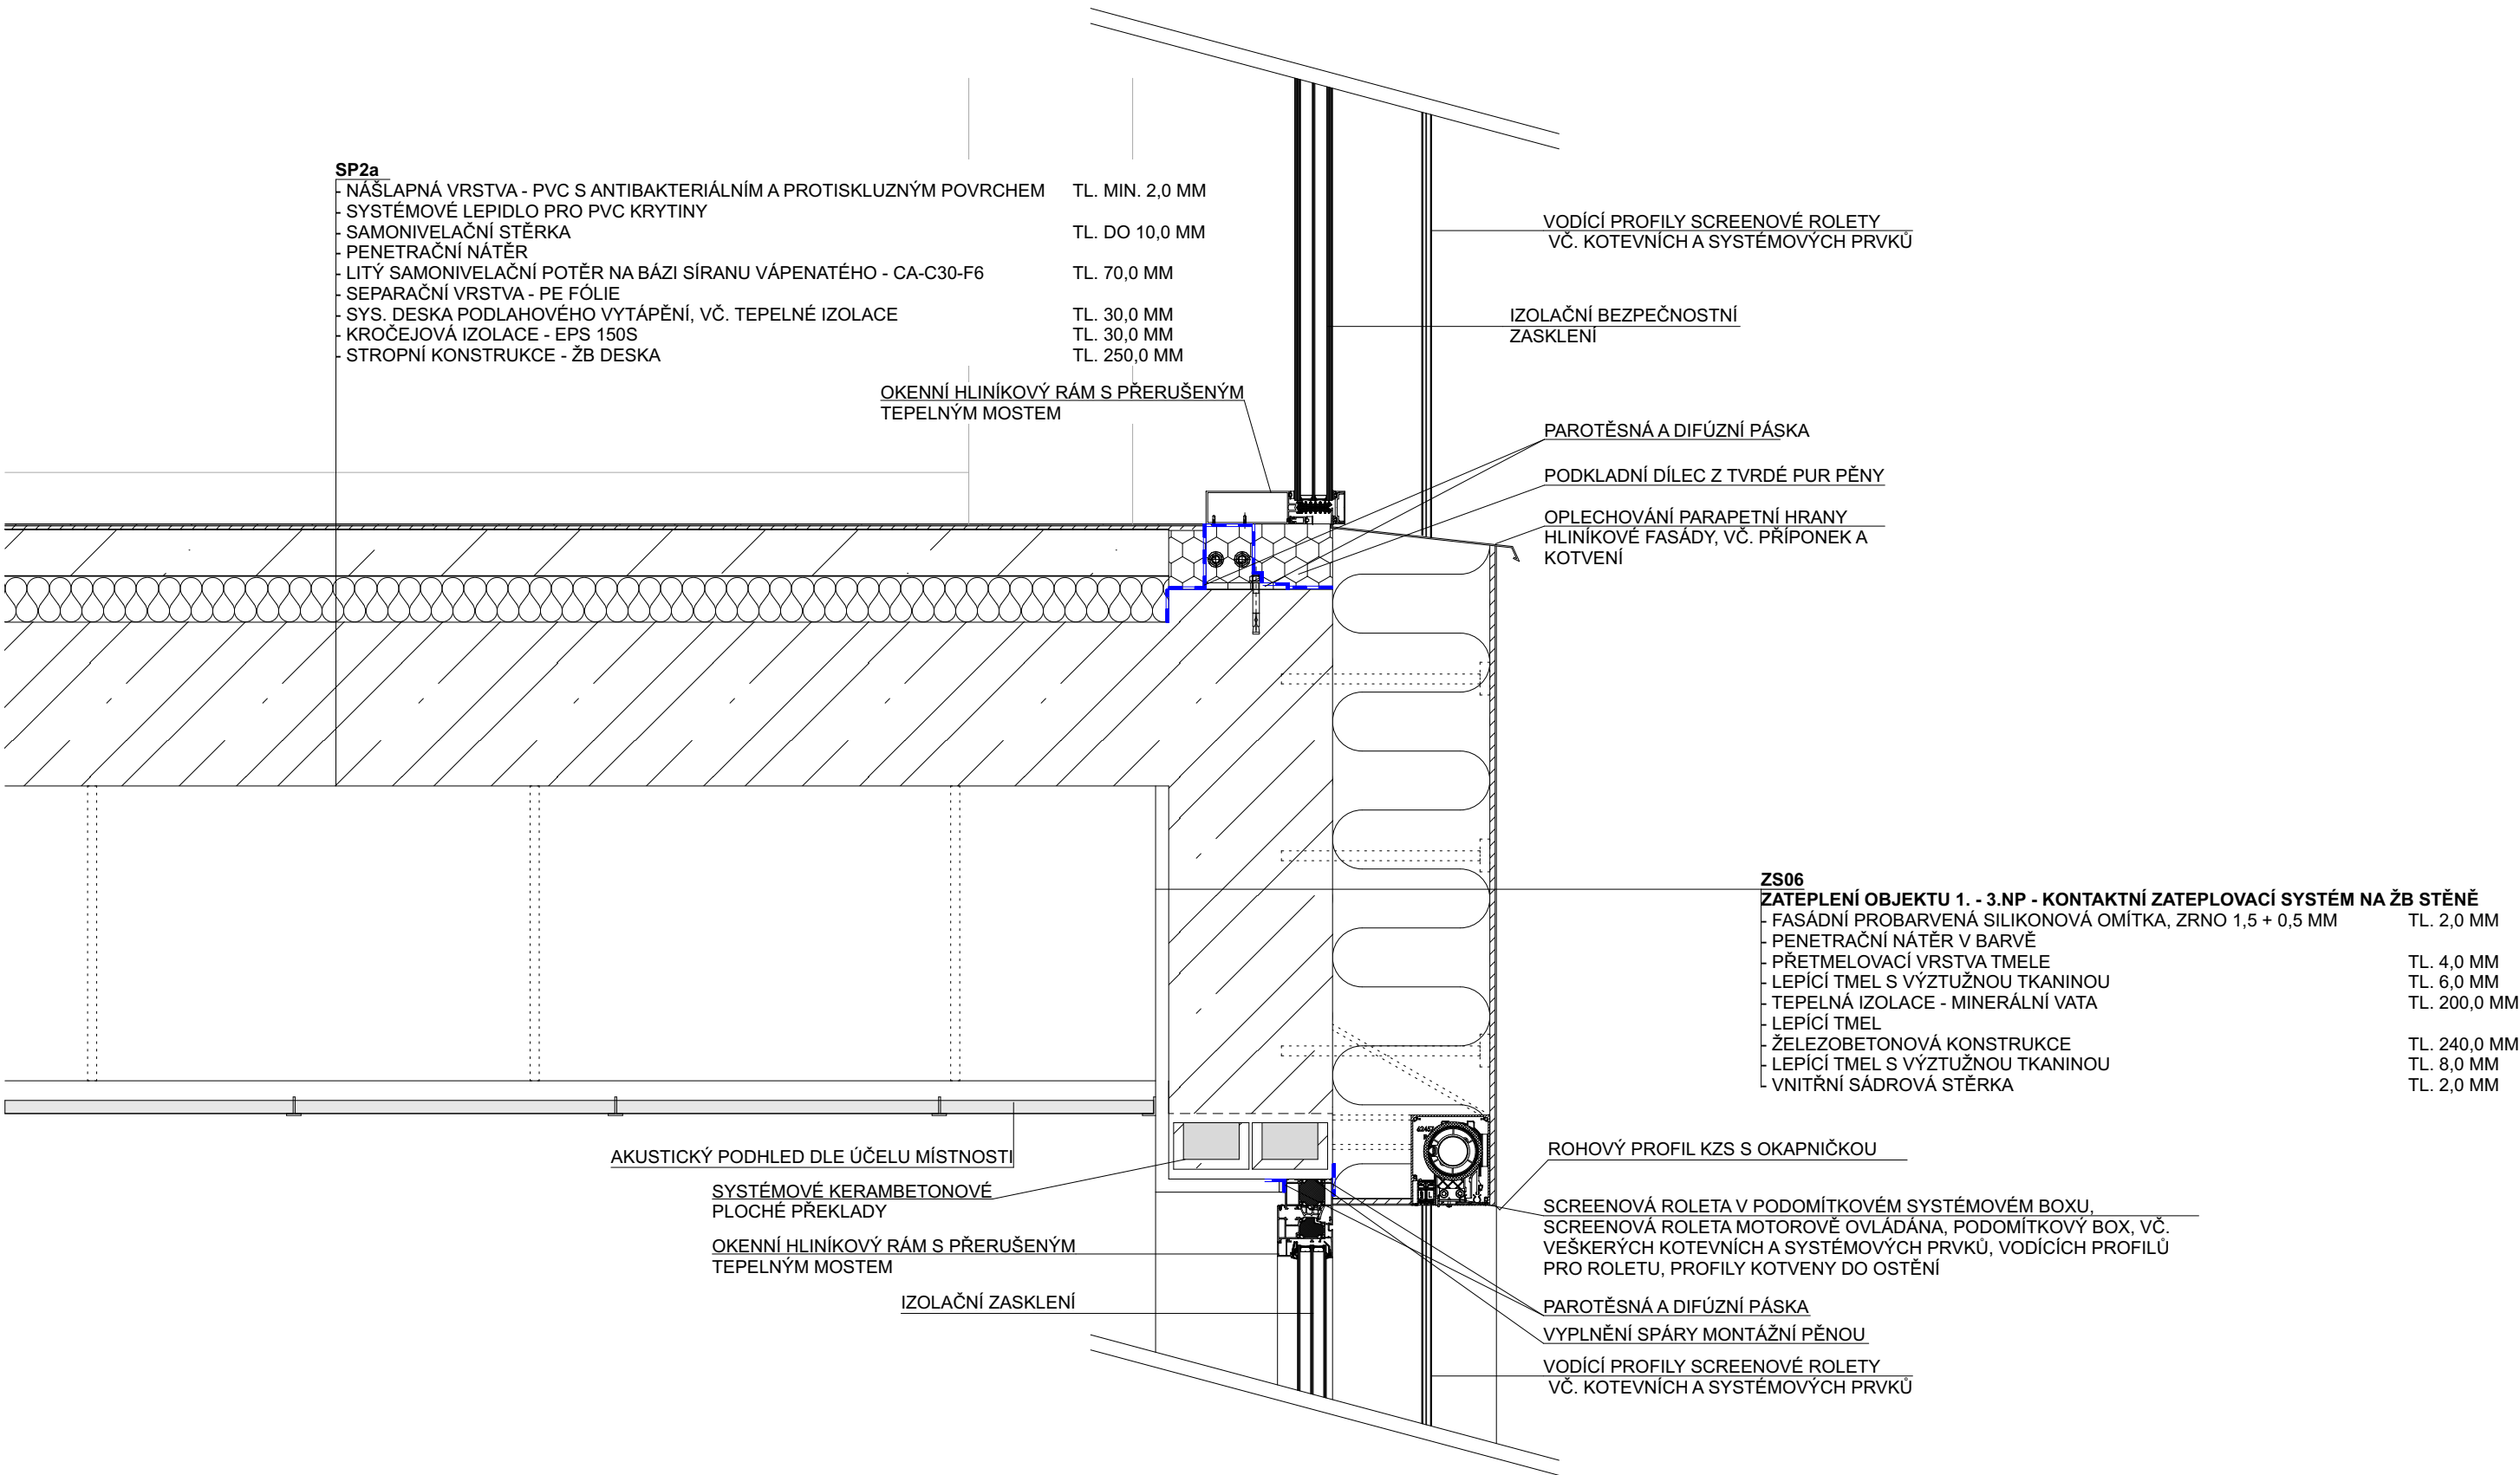 SP2a
- NÁŠLAPNÁ VRSTVA - PVC S ANTIBAKTERIÁLNÍM A PROTISKLUZNÝM POVRCHEM TL. MIN. 2,0 MM
- SYSTÉMOVÉ LEPIDLO PRO PVC KRYTINY
- SAMONIVELAČNÍ STĚRKA TL. DO 10,0 MM
- PENETRAČNÍ NÁTĚR
- LITÝ SAMONIVELAČNÍ POTĚR NA BÁZI SÍRANU VÁPENATÉHO - CA-C30-F6 TL. 70,0 MM
- SEPARAČNÍ VRSTVA - PE FÓLIE
- SYS. DESKA PODLAHOVÉHO VYTÁPĚNÍ, VČ. TEPELNÉ IZOLACE TL. 30,0 MM
- KROČEJOVÁ IZOLACE - EPS 150S TL. 30,0 MM
- STROPNÍ KONSTRUKCE - ŽB DESKA TL. 250,0 MM
OKENNÍ HLINÍKOVÝ RÁM S PŘERUŠENÝM
TEPELNÝM MOSTEM
VODÍCÍ PROFILY SCREENOVÉ ROLETY
VČ. KOTEVNÍCH A SYSTÉMOVÝCH PRVKŮ
IZOLAČNÍ BEZPEČNOSTNÍ
ZASKLENÍ
PAROTĚSNÁ A DIFÚZNÍ PÁSKA
PODKLADNÍ DÍLEC Z TVRDÉ PUR PĚNY
OPLECHOVÁNÍ PARAPETNÍ HRANY
HLINÍKOVÉ FASÁDY, VČ. PŘÍPONEK A
KOTVENÍ
ZS06
ZATEPLENÍ OBJEKTU 1. - 3.NP - KONTAKTNÍ ZATEPLOVACÍ SYSTÉM NA ŽB STĚNĚ
- FASÁDNÍ PROBARVENÁ SILIKONOVÁ OMÍTKA, ZRNO 1,5 + 0,5 MM TL. 2,0 MM
- PENETRAČNÍ NÁTĚR V BARVĚ
- PŘETMELOVACÍ VRSTVA TMELE TL. 4,0 MM
- LEPÍCÍ TMEL S VÝZTUŽNOU TKANINOU TL. 6,0 MM
- TEPELNÁ IZOLACE - MINERÁLNÍ VATA TL. 200,0 MM
- LEPÍCÍ TMEL
- ŽELEZOBETONOVÁ KONSTRUKCE TL. 240,0 MM
- LEPÍCÍ TMEL S VÝZTUŽNOU TKANINOU TL. 8,0 MM
- VNITŘNÍ SÁDROVÁ STĚRKA TL. 2,0 MM
AKUSTICKÝ PODHLED DLE ÚČELU MÍSTNOSTI
SYSTÉMOVÉ KERAMBETONOVÉ
PLOCHÉ PŘEKLADY
OKENNÍ HLINÍKOVÝ RÁM S PŘERUŠENÝM
TEPELNÝM MOSTEM
IZOLAČNÍ ZASKLENÍ
ROHOVÝ PROFIL KZS S OKAPNIČKOU
SCREENOVÁ ROLETA V PODOMÍTKOVÉM SYSTÉMOVÉM BOXU,
SCREENOVÁ ROLETA MOTOROVĚ OVLÁDÁNA, PODOMÍTKOVÝ BOX, VČ.
VEŠKERÝCH KOTEVNÍCH A SYSTÉMOVÝCH PRVKŮ, VODÍCÍCH PROFILŮ
PRO ROLETU, PROFILY KOTVENY DO OSTĚNÍ
PAROTĚSNÁ A DIFÚZNÍ PÁSKA
VYPLNĚNÍ SPÁRY MONTÁŽNÍ PĚNOU
VODÍCÍ PROFILY SCREENOVÉ ROLETY
VČ. KOTEVNÍCH A SYSTÉMOVÝCH PRVKŮ